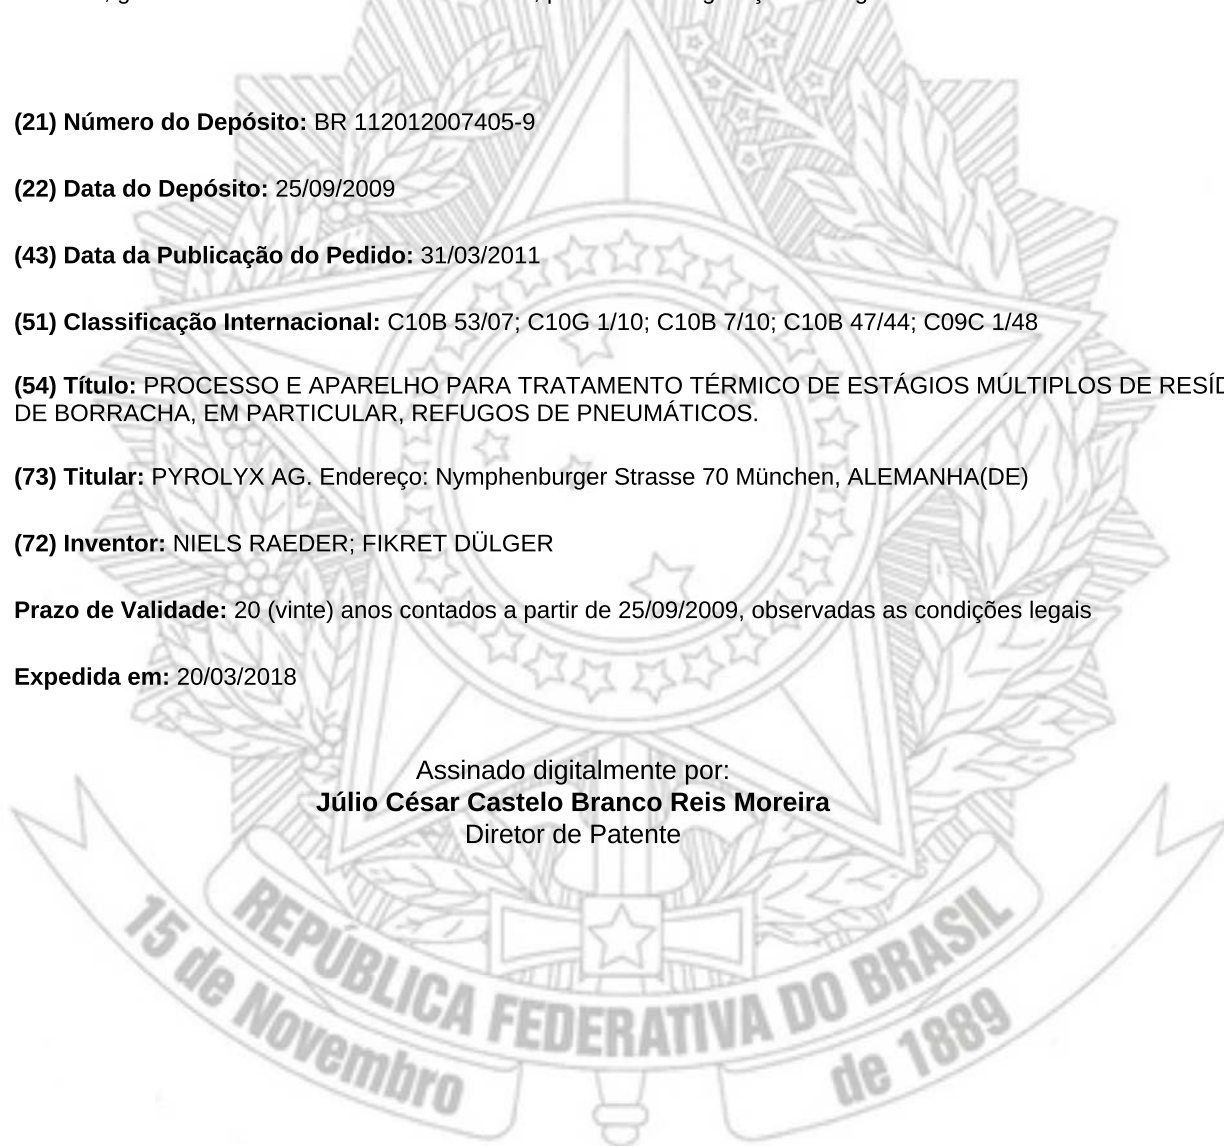 (21) Número do Depósito: BR 112012007405-9
(22) Data do Depósito: 25/09/2009
(43) Data da Publicação do Pedido: 31/03/2011
(51) Classificação Internacional: C10B 53/07; C10G 1/10; C10B 7/10; C10B 47/44; C09C 1/48
(54) Título: PROCESSO E APARELHO PARA TRATAMENTO TÉRMICO DE ESTÁGIOS MÚLTIPLOS DE
DE BORRACHA, EM PARTICULAR, REFUGOS DE PNEUMÁTICOS.
(73) Titular: PYROLYX AG. Endereço: Nymphenburger Strasse 70 München, ALEMANHA(DE)
(72) Inventor: NIELS RAEDER; FIKRET DÜLGER
Prazo de Validade: 20 (vinte) anos contados a partir de 25/09/2009, observadas as condições legais
Expedida em: 20/03/2018
Assinado digitalmente por:
Júlio César Castelo Branco Reis Moreira
Diretor de Patente
REPÚBLICA FEDERATIVA DO BRASIL
15 de Novembro
de 1889